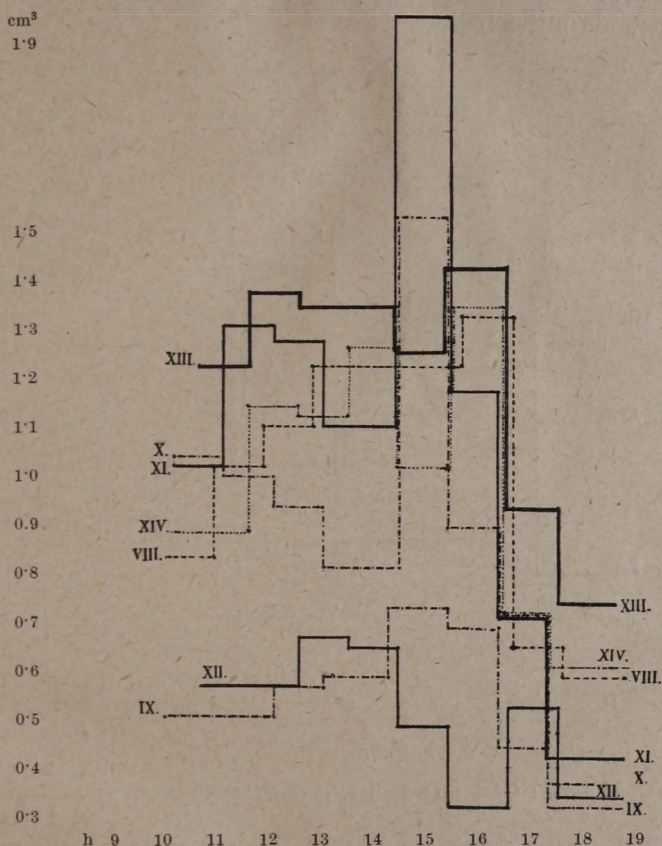 cm³
1·9
1·5
1·4
1·3
XIII.
1·2
1·1
X.
XI.
1·0
XIV.
0·9
VIII.
0·8
0·7
XIII.
XIV.
XII.
VIII.
0·6
IX.
0·5
XI.
0·4
X.
XII.
IX.
0·3
h 9 10 11 12 13 14 15 16 17 18 19